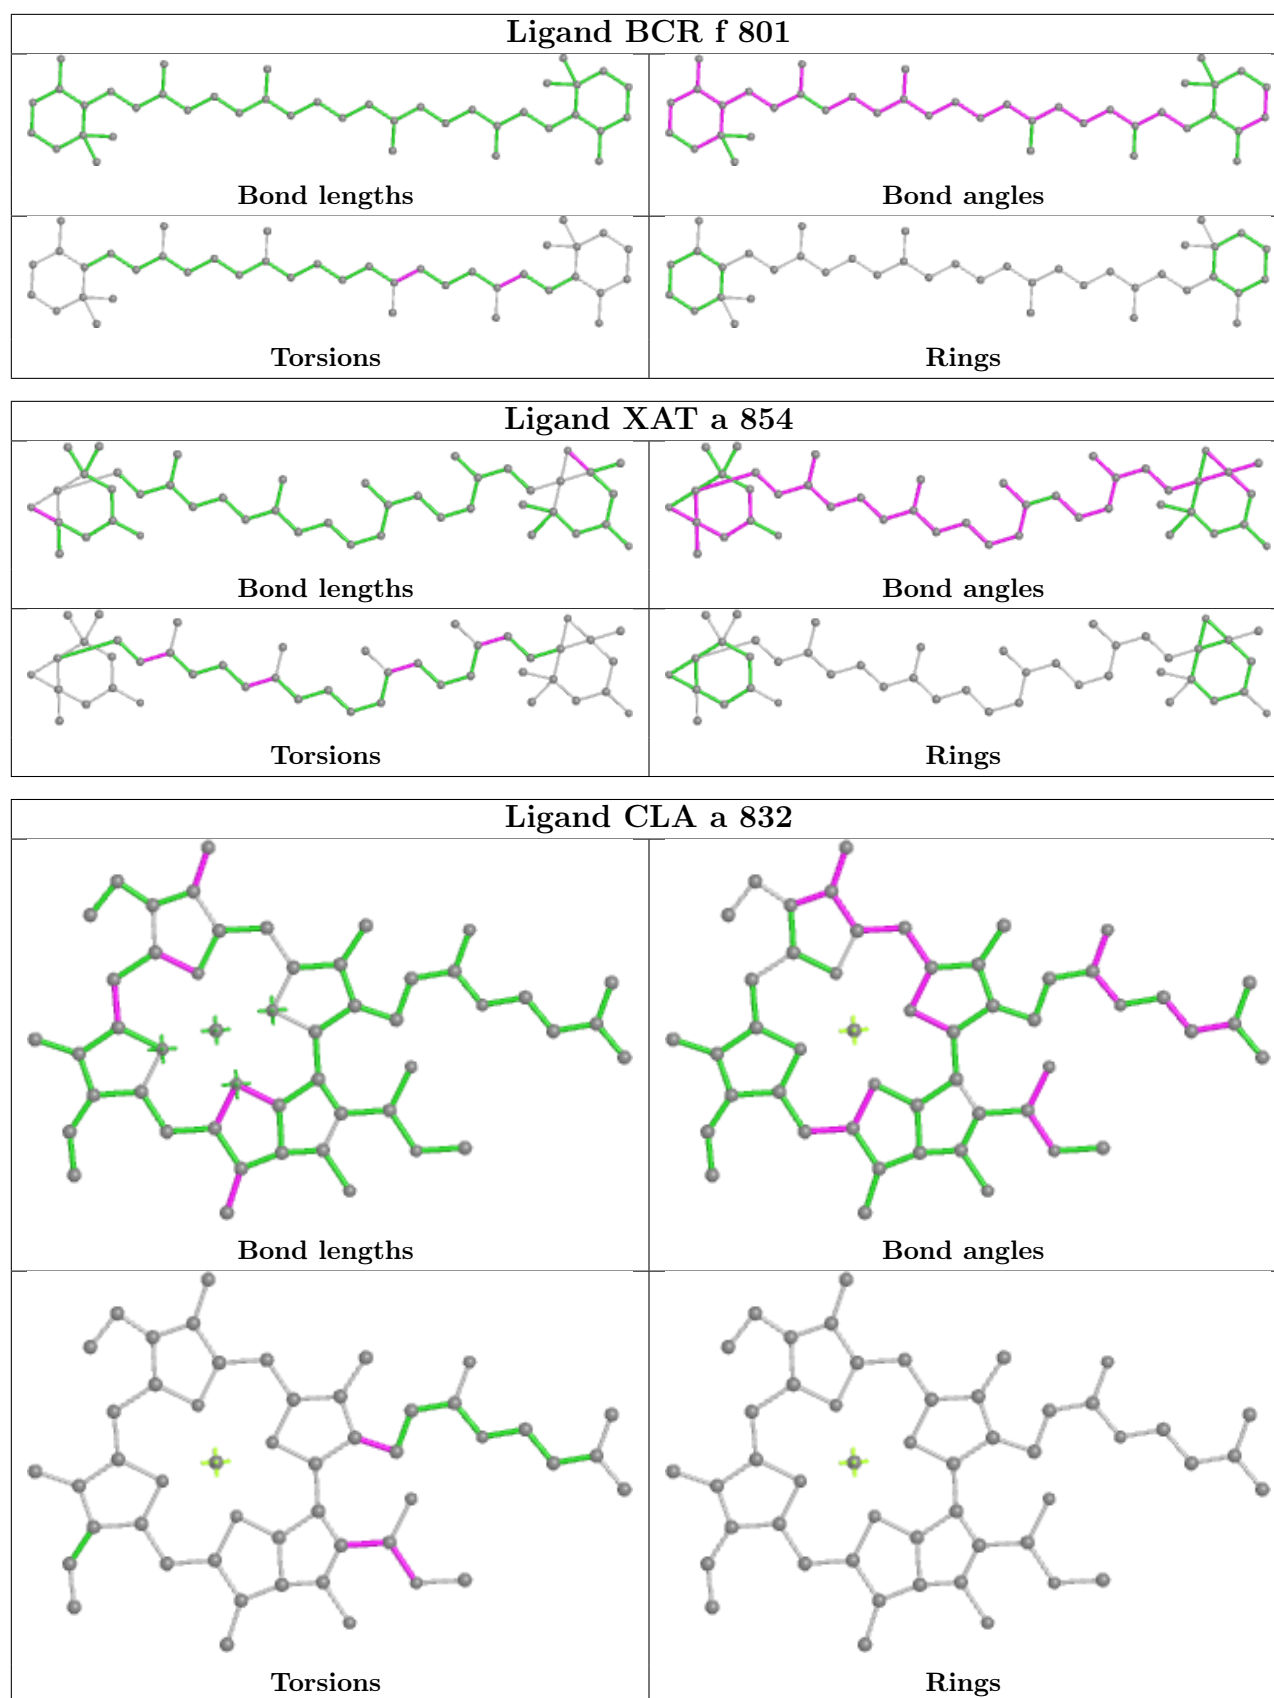 Ligand BCR f 801
Bond lengths
Bond angles
Torsions
Rings
Ligand XAT a 854
Bond lengths
Bond angles
Torsions
Rings
Ligand CLA a 832
Bond lengths
Bond angles
Torsions
Rings